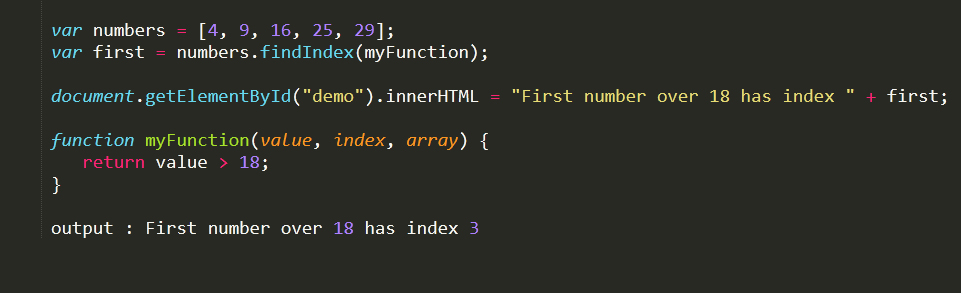 var numbers = [4, 9, 16, 25, 29];
var first = numbers.findIndex(myFunction);
document.getElementById("demo").innerHTML = "First number over 18 has index " + first;
function myFunction(value, index, array) {
return value > 18;
}
output : First number over 18 has index 3